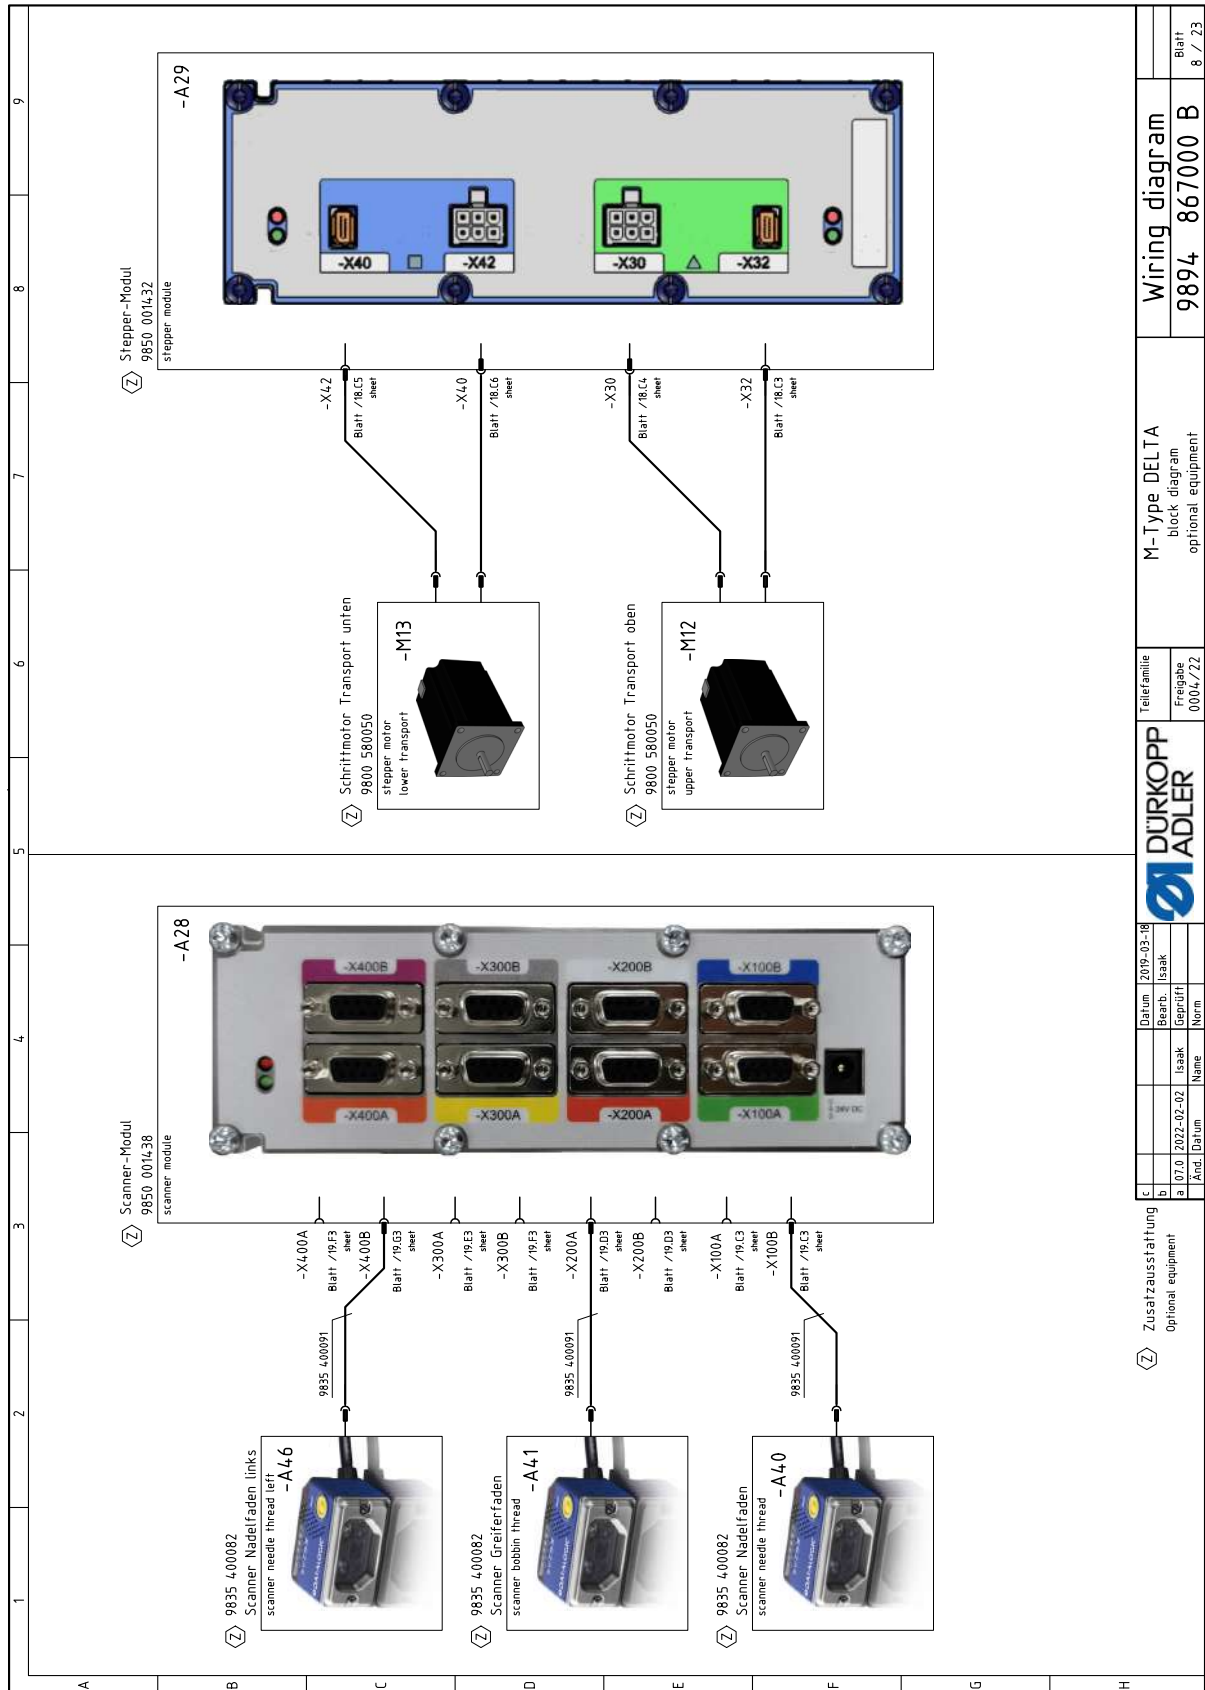 1
2
3
4
5
6
7
8
9
A
B
C
D
E
F
G
H
Z
9835 400082
Scanner Nadelfaden links
scanner needle thread left
-A46
9835 400091
Z
9835 400082
Scanner Greiferfaden
scanner bobbin thread
-A41
9835 400091
Z
9835 400082
Scanner Nadelfaden
scanner needle thread
-A40
9835 400091
Z
Scanner-Modul
9850 001438
scanner module
-A28
-X400A
Blatt /19.F3
sheet
-X400B
Blatt /19.G3
sheet
-X300A
Blatt /19.E3
sheet
-X300B
Blatt /19.F3
sheet
-X200A
Blatt /19.D3
sheet
-X200B
Blatt /19.D3
sheet
-X100A
Blatt /19.C3
sheet
-X100B
Blatt /19.C3
sheet
-X400B
-X300B
-X200B
-X100B
-X400A
-X300A
-X200A
-X100A
24V DC
Z
Schrittmotor Transport unten
9800 580050
stepper motor
lower transport
-M13
Z
Schrittmotor Transport oben
9800 580050
stepper motor
upper transport
-M12
Z
Stepper-Modul
9850 001432
stepper module
-A29
-X42
Blatt /18.C5
sheet
-X40
Blatt /18.C6
sheet
-X30
Blatt /18.C4
sheet
-X32
Blatt /18.C3
sheet
-X40
-X42
-X30
-X32
Z
Zusatzausstattung
Optional equipment
c
b
a 07.0 2022-02-02 Isaak
Änd. Datum Name
Datum 2019-03-18
Bearb. Isaak
Geprüft
Norm
DÜRKOPP
ADLER
Teilefamilie
Freigabe
0004/22
M-Type DELTA
block diagram
optional equipment
Wiring diagram
9894 867000 B
Blatt
8 / 23